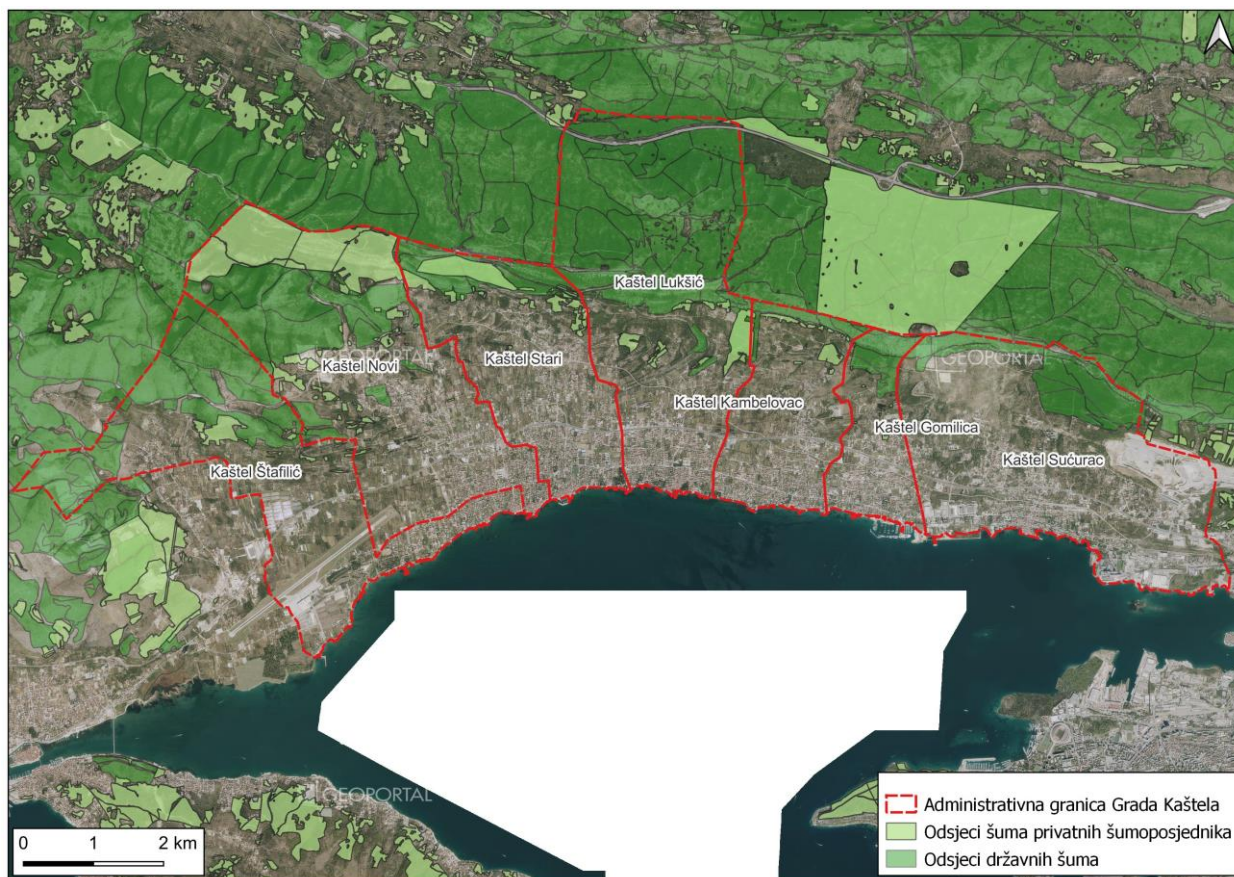 Kaštel Lukšić
GEOPORTAL
GEOPORTAL
Kaštel Novi
Kaštel Stari
Kaštel Kambelovac
Kaštel Gomilica
Kaštel Sućurac
Kaštel Štafilić
GEOPORTAL
Administrativna granica Grada Kaštela
Odsjeci šuma privatnih šumoposjednika
Odsjeci državnih šuma
0 1 2 km